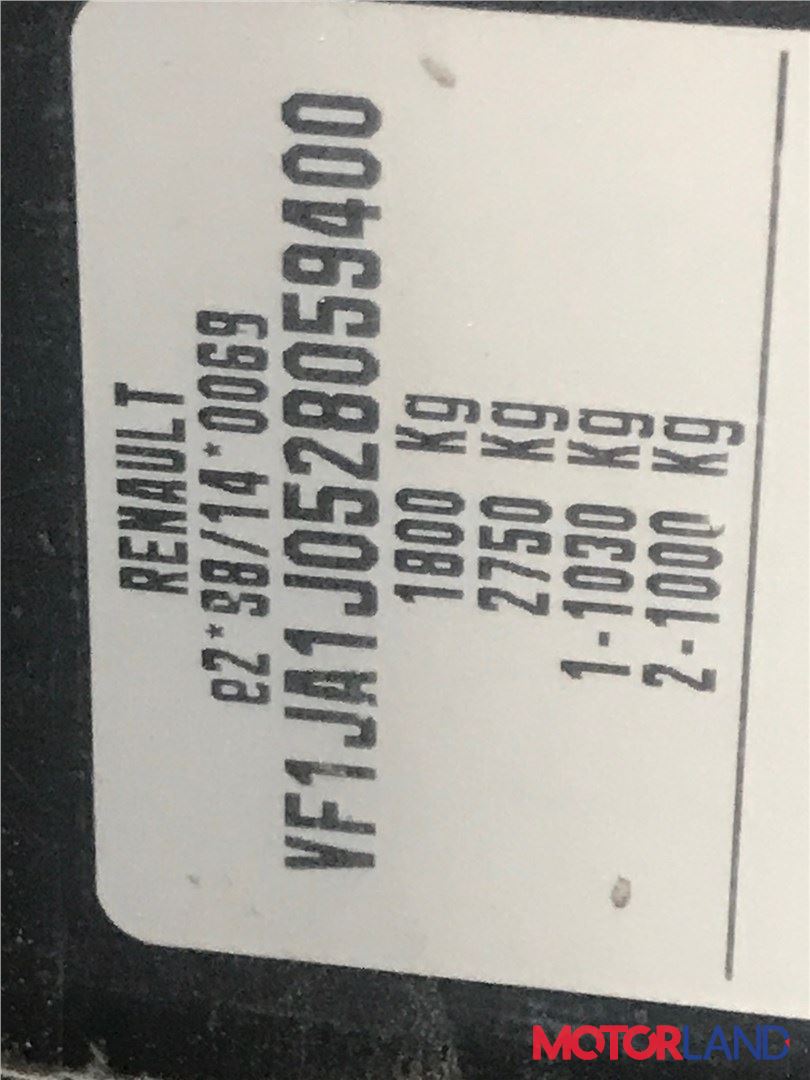 RENAULT
e2*98/14*0069
VF1JA1J0528059400
1800 Kg
2750 Kg
1-1030 Kg
2-1000 Kg
MOTORLAND